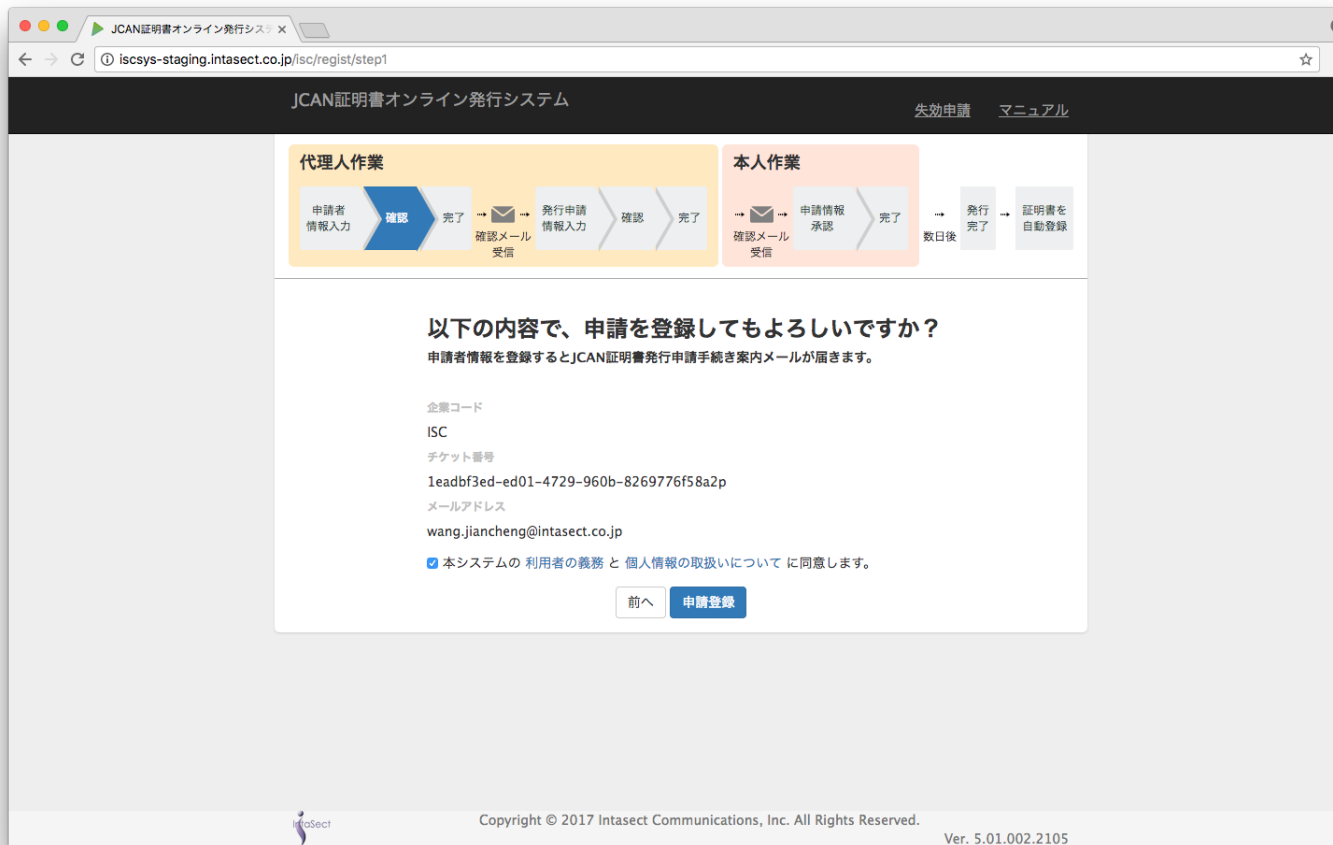 JCAN証明書オンライン発行システ
iscsys-staging.intasect.co.jp/isc/regist/step1
JCAN証明書オンライン発行システム
失効申請 マニュアル
代理人作業
申請者
情報入力
確認
完了
確認メール
受信
発行申請
情報入力
確認
完了
本人作業
確認メール
受信
申請情報
承認
完了
数日後
発行
完了
証明書を
自動登録
以下の内容で、申請を登録してもよろしいですか？
申請者情報を登録するとJCAN証明書発行申請手続き案内メールが届きます。
企業コード
ISC
チケット番号
1eadbf3ed-ed01-4729-960b-8269776f58a2p
メールアドレス
wang.jiancheng@intasect.co.jp
本システムの 利用者の義務 と 個人情報の取扱いについて に同意します。
前へ 申請登録
IntaSect
Copyright © 2017 Intasect Communications, Inc. All Rights Reserved.
Ver. 5.01.002.2105